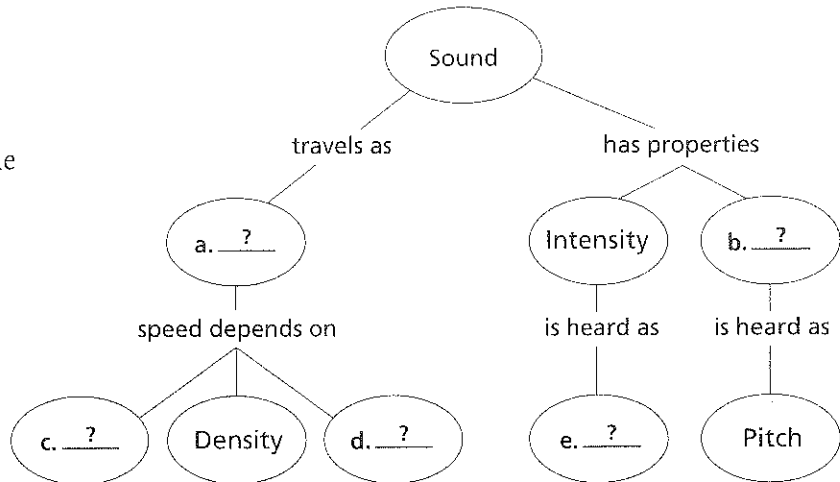 Sound
travels as
has properties
a. ?
Intensity
b. ?
speed depends on
is heard as
is heard as
c. ?
Density
d. ?
e. ?
Pitch